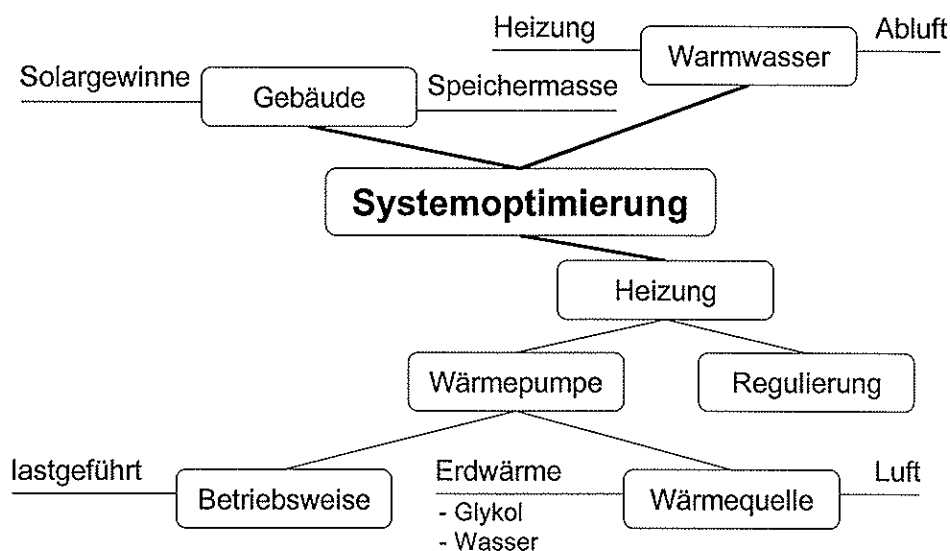 Heizung
Warmwasser
Abluft
Solargewinne
Gebäude
Speichermasse
Systemoptimierung
Heizung
Wärmepumpe
Regulierung
lastgeführt
Betriebsweise
Erdwärme
- Glykol
- Wasser
Wärmequelle
Luft